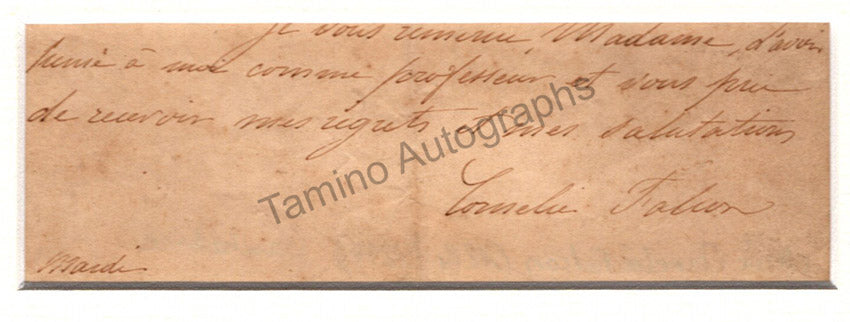 je vous remercie, Madame, d'avoir
pensé à moi comme professeur et vous prie
de recevoir mes regrets et mes salutations
Cornélie Falcon
Mardi
Tamino Autographs